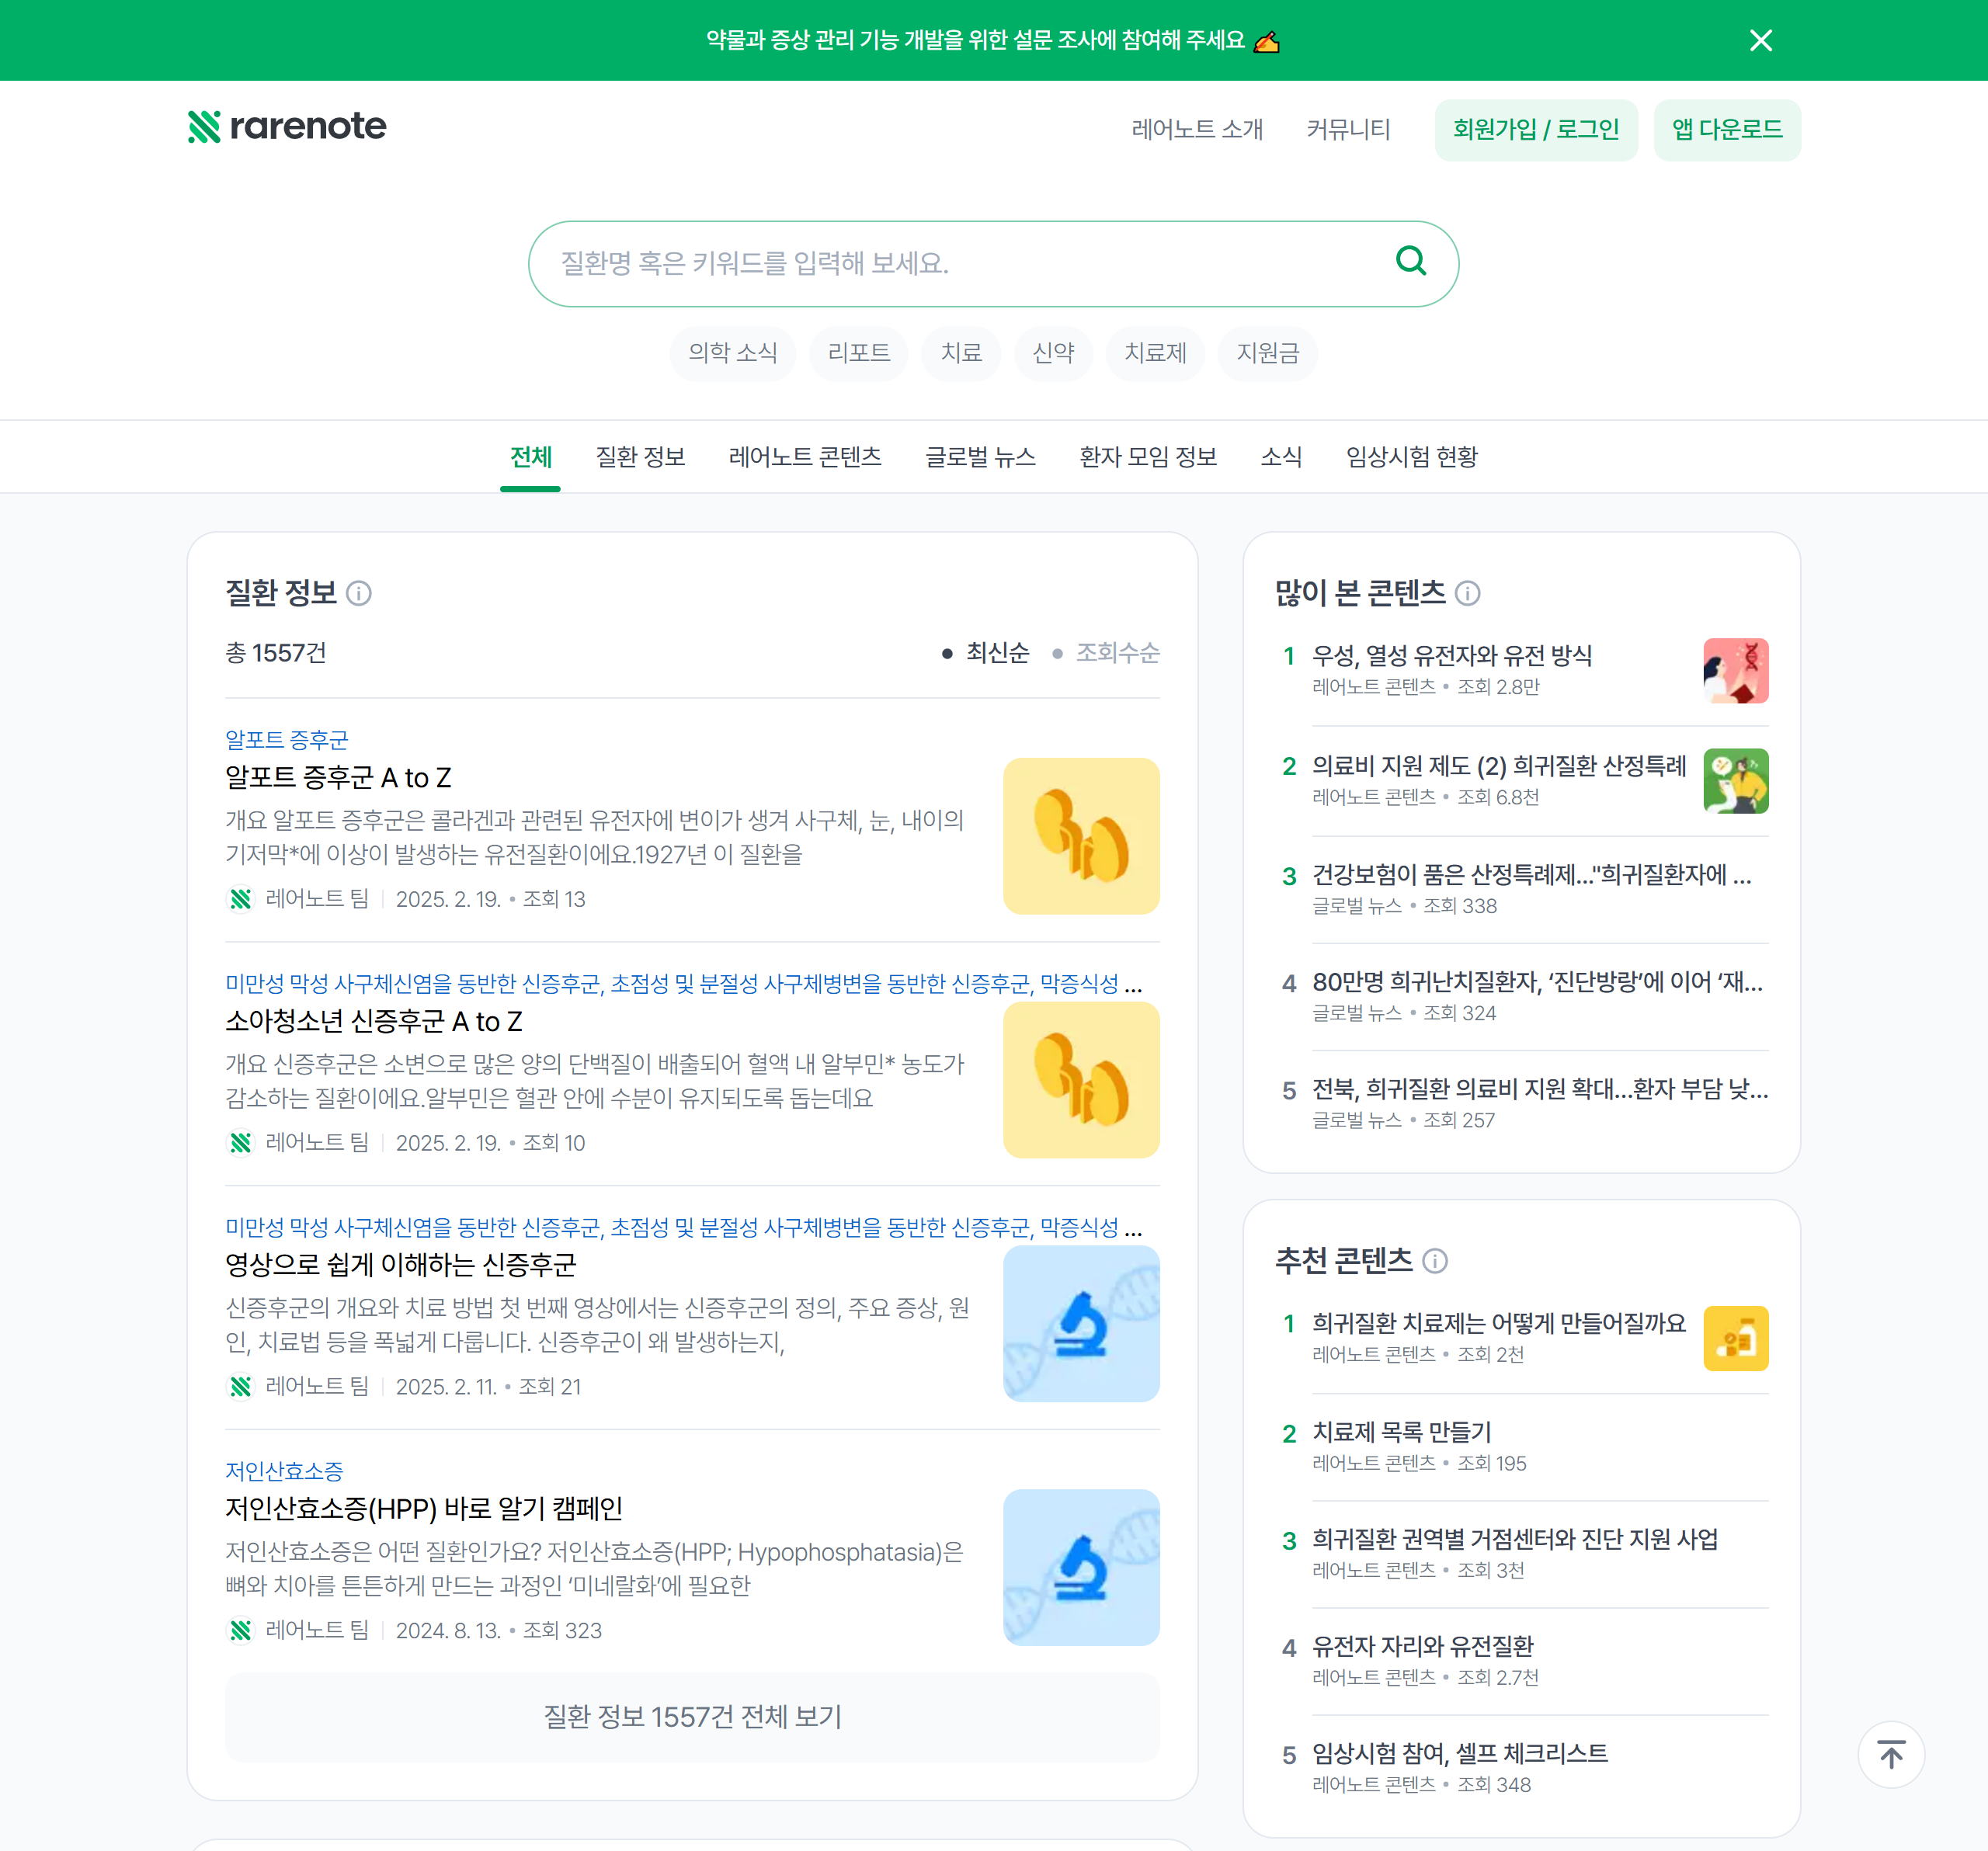 약물과 증상 관리 기능 개발을 위한 설문 조사에 참여해 주세요 ✍️
rarenote
레어노트 소개
커뮤니티
회원가입 / 로그인
앱 다운로드
질환명 혹은 키워드를 입력해 보세요.
의학 소식
리포트
치료
신약
치료제
지원금
전체
질환 정보
레어노트 콘텐츠
글로벌 뉴스
환자 모임 정보
소식
임상시험 현황
질환 정보
총 1557건
• 최신순
• 조회수순
알포트 증후군
알포트 증후군 A to Z
개요 알포트 증후군은 콜라겐과 관련된 유전자에 변이가 생겨 사구체, 눈, 내이의
기저막*에 이상이 발생하는 유전질환이에요.1927년 이 질환을
레어노트 팀 | 2025. 2. 19. • 조회 13
미만성 막성 사구체신염을 동반한 신증후군, 초점성 및 분절성 사구체병변을 동반한 신증후군, 막증식성 ...
소아청소년 신증후군 A to Z
개요 신증후군은 소변으로 많은 양의 단백질이 배출되어 혈액 내 알부민* 농도가
감소하는 질환이에요.알부민은 혈관 안에 수분이 유지되도록 돕는데요
레어노트 팀 | 2025. 2. 19. • 조회 10
미만성 막성 사구체신염을 동반한 신증후군, 초점성 및 분절성 사구체병변을 동반한 신증후군, 막증식성 ...
영상으로 쉽게 이해하는 신증후군
신증후군의 개요와 치료 방법 첫 번째 영상에서는 신증후군의 정의, 주요 증상, 원
인, 치료법 등을 폭넓게 다룹니다. 신증후군이 왜 발생하는지,
레어노트 팀 | 2025. 2. 11. • 조회 21
저인산효소증
저인산효소증(HPP) 바로 알기 캠페인
저인산효소증은 어떤 질환인가요? 저인산효소증(HPP; Hypophosphatasia)은
뼈와 치아를 튼튼하게 만드는 과정인 ‘미네랄화’에 필요한
레어노트 팀 | 2024. 8. 13. • 조회 323
질환 정보 1557건 전체 보기
많이 본 콘텐츠
1 우성, 열성 유전자와 유전 방식
레어노트 콘텐츠 • 조회 2.8만
2 의료비 지원 제도 (2) 희귀질환 산정특례
레어노트 콘텐츠 • 조회 6.8천
3 건강보험이 품은 산정특례제..."희귀질환자에 ...
글로벌 뉴스 • 조회 338
4 80만명 희귀난치질환자, ‘진단방랑’에 이어 ‘재...
글로벌 뉴스 • 조회 324
5 전북, 희귀질환 의료비 지원 확대...환자 부담 낮...
글로벌 뉴스 • 조회 257
추천 콘텐츠
1 희귀질환 치료제는 어떻게 만들어질까요
레어노트 콘텐츠 • 조회 2천
2 치료제 목록 만들기
레어노트 콘텐츠 • 조회 195
3 희귀질환 권역별 거점센터와 진단 지원 사업
레어노트 콘텐츠 • 조회 3천
4 유전자 자리와 유전질환
레어노트 콘텐츠 • 조회 2.7천
5 임상시험 참여, 셀프 체크리스트
레어노트 콘텐츠 • 조회 348